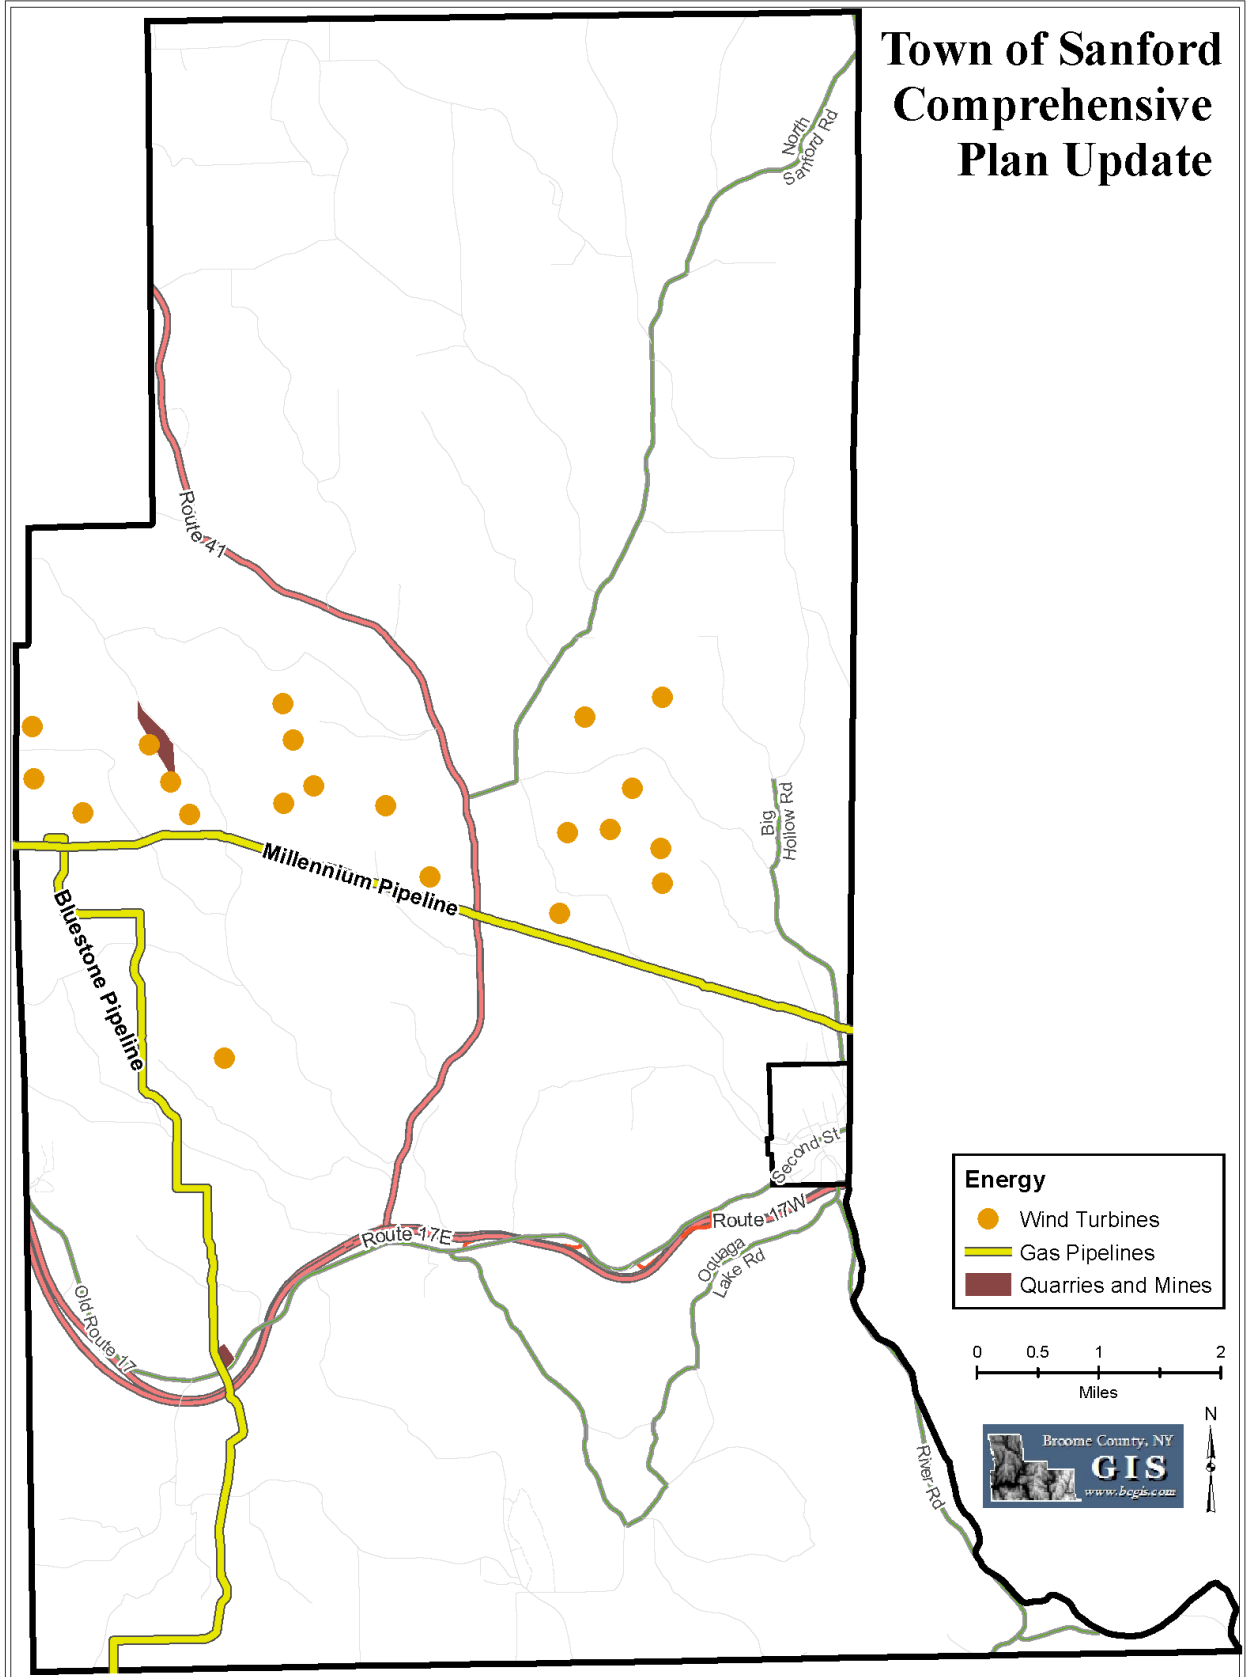 Town of Sanford
Comprehensive
Plan Update
North
Sanford Rd
Route 41
Big
Hollow Rd
Millennium Pipeline
Bluestone Pipeline
Second St
Route 17W
Route 17E
Oquaga
Lake Rd
Old Route 17
River Rd
Energy
Wind Turbines
Gas Pipelines
Quarries and Mines
0 0.5 1 2
Miles
N
Broome County, NY
GIS
www.bcgis.com